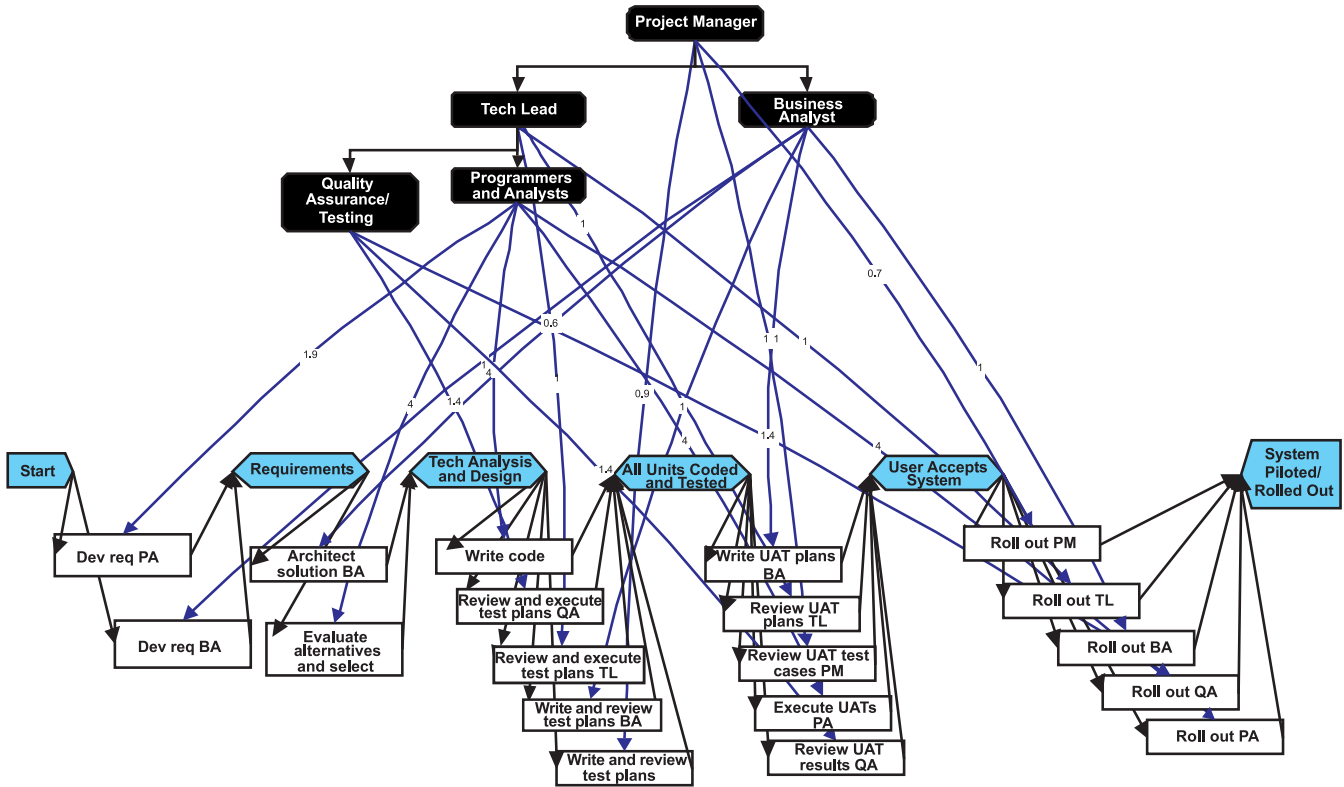 Project Manager
Tech Lead
Business
Analyst
Quality
Assurance/
Testing
Programmers
and Analysts
1
0.7
0.6
1.9
1
1
1
1
1
4
1
4
1.4
0.9
1
1.4
4
4
1.4
Start
Requirements
Tech Analysis
and Design
All Units Coded
and Tested
User Accepts
System
System
Piloted/
Rolled Out
Dev req PA
Dev req BA
Architect
solution BA
Evaluate
alternatives
and select
Write code
Review and execute
test plans QA
Review and execute
test plans TL
Write and review
test plans BA
Write and review
test plans
Write UAT plans
BA
Review UAT
plans TL
Review UAT test
cases PM
Execute UATs
PA
Review UAT
results QA
Roll out PM
Roll out TL
Roll out BA
Roll out QA
Roll out PA